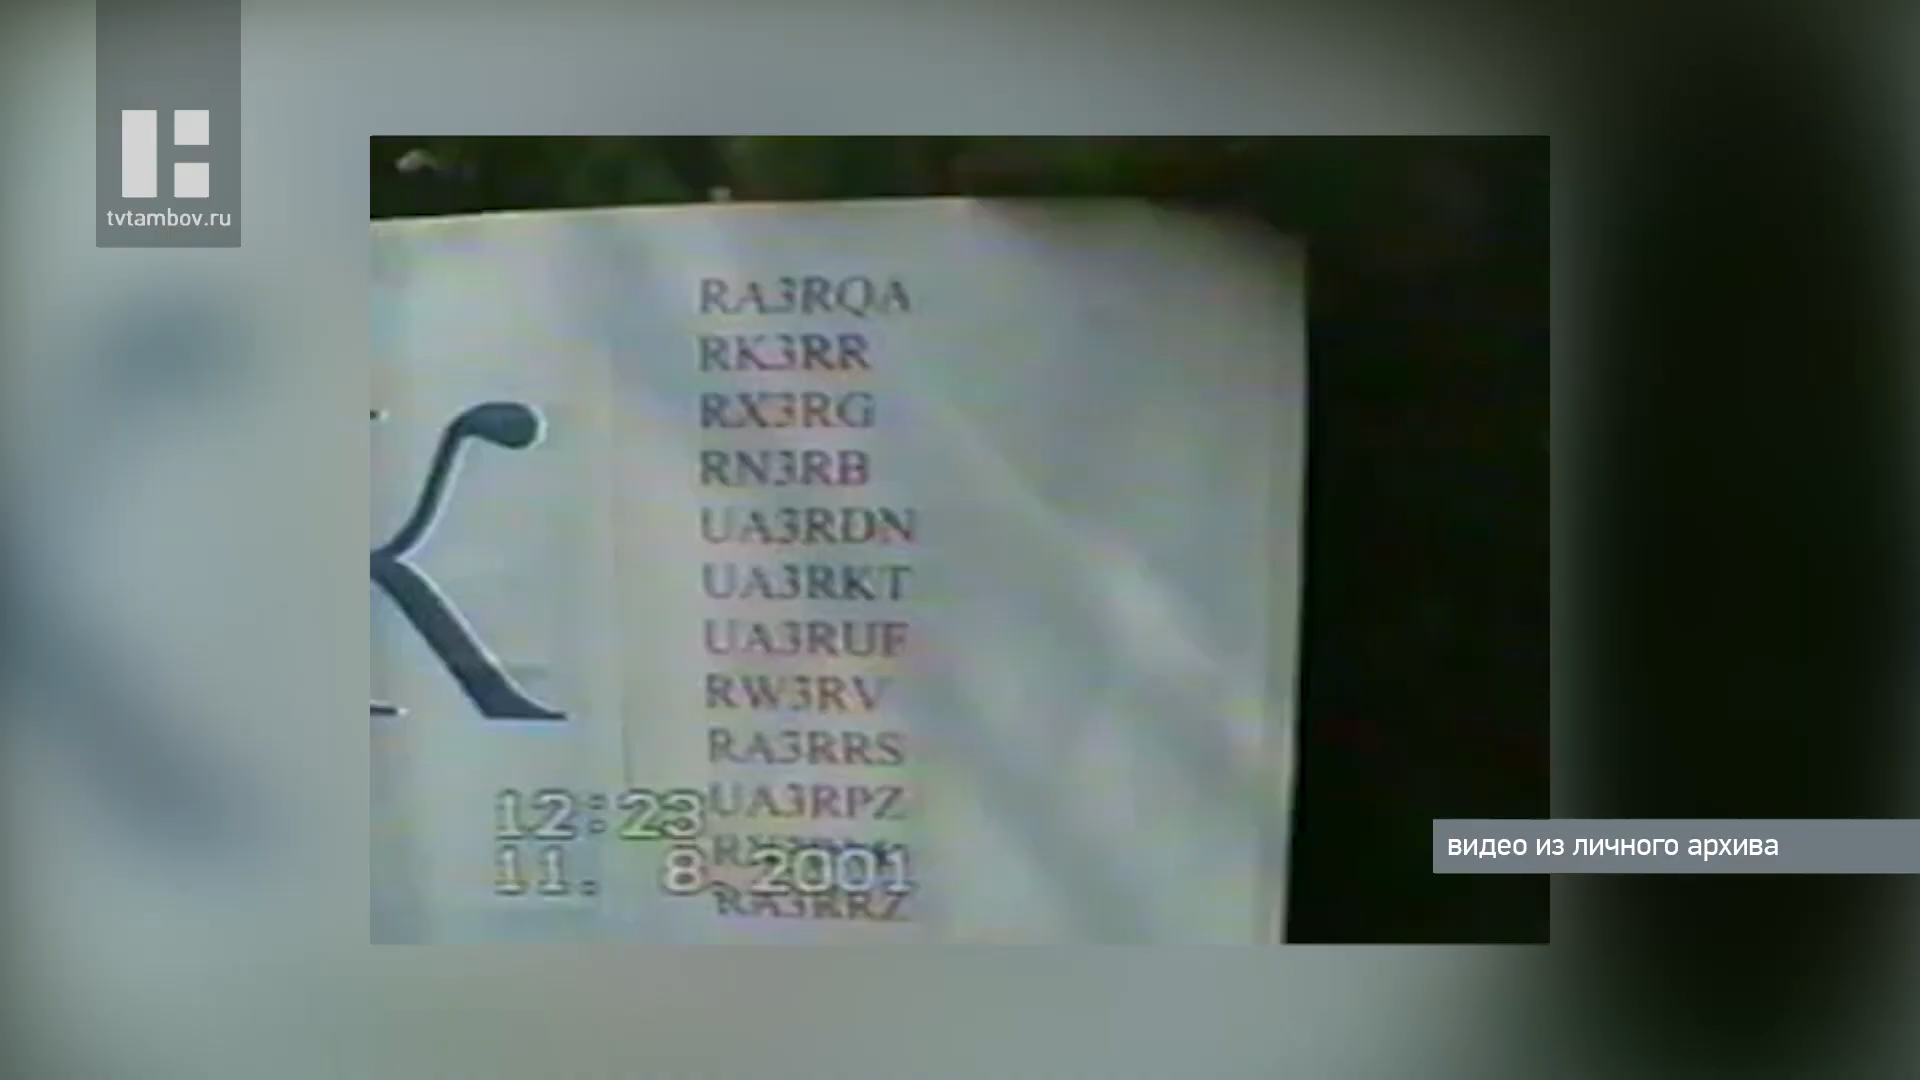 tvtambov.ru
RA3RQA
RK3RR
RX3RG
RN3RB
UA3RDN
UA3RKT
UA3RUF
RW3RV
RA3RRS
UA3RPZ
RA3RRZ
K
12:23
11. 8 2001
видео из личного архива